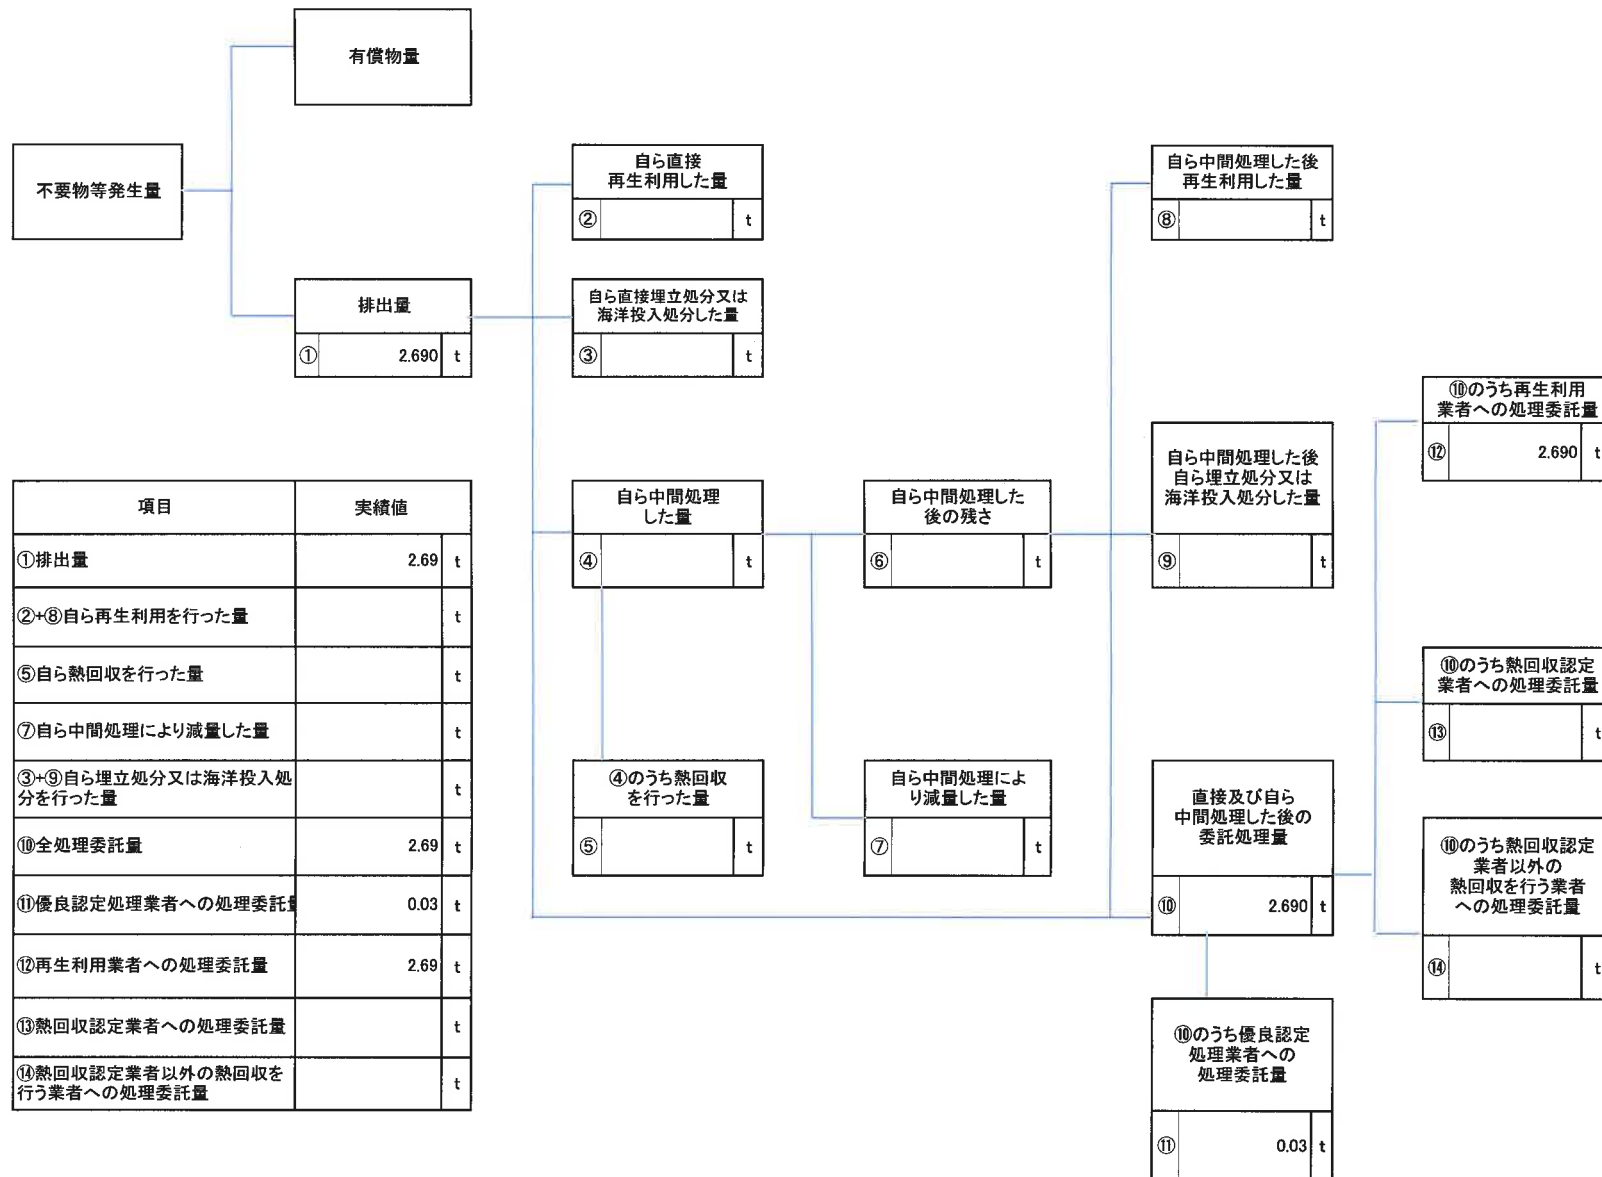 有償物量
不要物等発生量
排出量
① 2.690 t
自ら直接
再生利用した量
② t
自ら直接埋立処分又は
海洋投入処分した量
③ t
自ら中間処理
した量
④ t
④のうち熱回収
を行った量
⑤ t
自ら中間処理した
後の残さ
⑥ t
自ら中間処理によ
り減量した量
⑦ t
自ら中間処理した後
再生利用した量
⑧ t
自ら中間処理した後
自ら埋立処分又は
海洋投入処分した量
⑨ t
直接及び自ら
中間処理した後の
委託処理量
⑩ 2.690 t
⑩のうち優良認定
処理業者への
処理委託量
⑪ 0.03 t
⑩のうち再生利用
業者への処理委託量
⑫ 2.690 t
⑩のうち熱回収認定
業者への処理委託量
⑬ t
⑩のうち熱回収認定
業者以外の
熱回収を行う業者
への処理委託量
⑭ t
項目 実績値
①排出量 2.69 t
②+⑧自ら再生利用を行った量 t
⑤自ら熱回収を行った量 t
⑦自ら中間処理により減量した量 t
③+⑨自ら埋立処分又は海洋投入処
分を行った量 t
⑩全処理委託量 2.69 t
⑪優良認定処理業者への処理委託量 0.03 t
⑫再生利用業者への処理委託量 2.69 t
⑬熱回収認定業者への処理委託量 t
⑭熱回収認定業者以外の熱回収を
行う業者への処理委託量 t